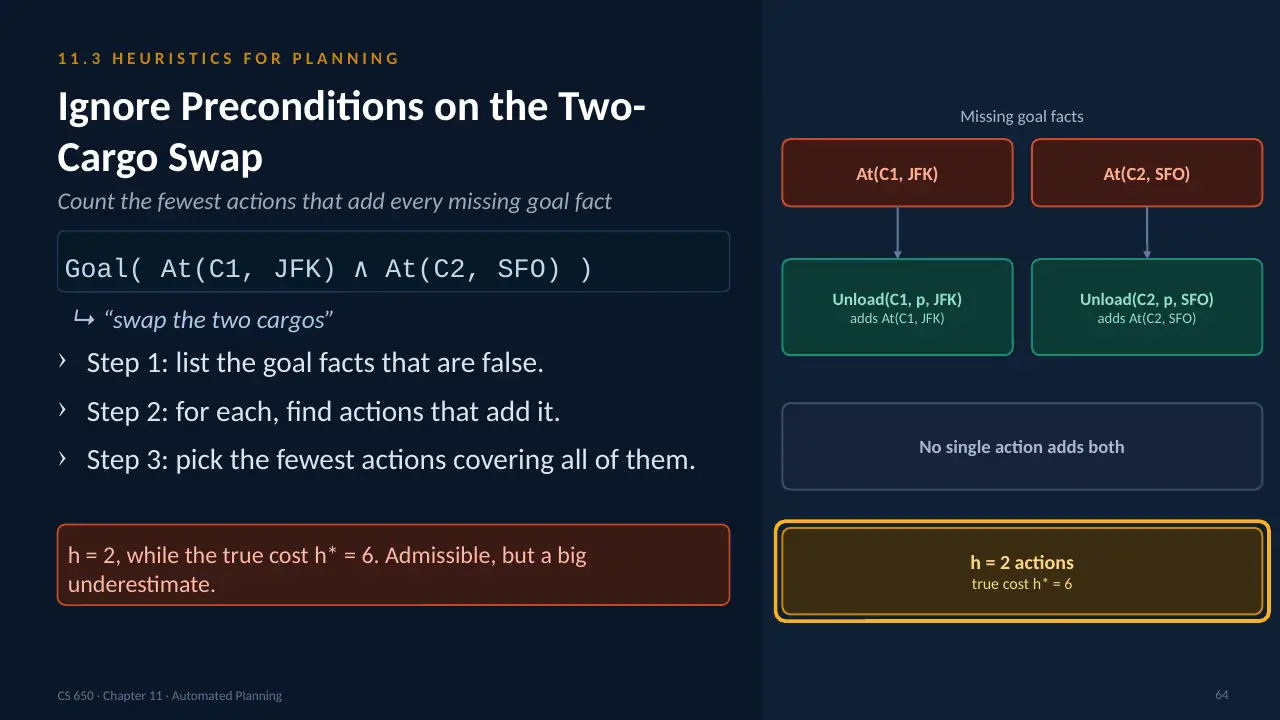 11.3 HEURISTICS FOR PLANNING
Ignore Preconditions on the Two-
Cargo Swap
Count the fewest actions that add every missing goal fact
Goal( At(C1, JFK) ∧ At(C2, SFO) )
↪ “swap the two cargos”
› Step 1: list the goal facts that are false.
› Step 2: for each, find actions that add it.
› Step 3: pick the fewest actions covering all of them.
h = 2, while the true cost h* = 6. Admissible, but a big
underestimate.
Missing goal facts
At(C1, JFK)
At(C2, SFO)
Unload(C1, p, JFK)
adds At(C1, JFK)
Unload(C2, p, SFO)
adds At(C2, SFO)
No single action adds both
h = 2 actions
true cost h* = 6
CS 650 · Chapter 11 · Automated Planning
64